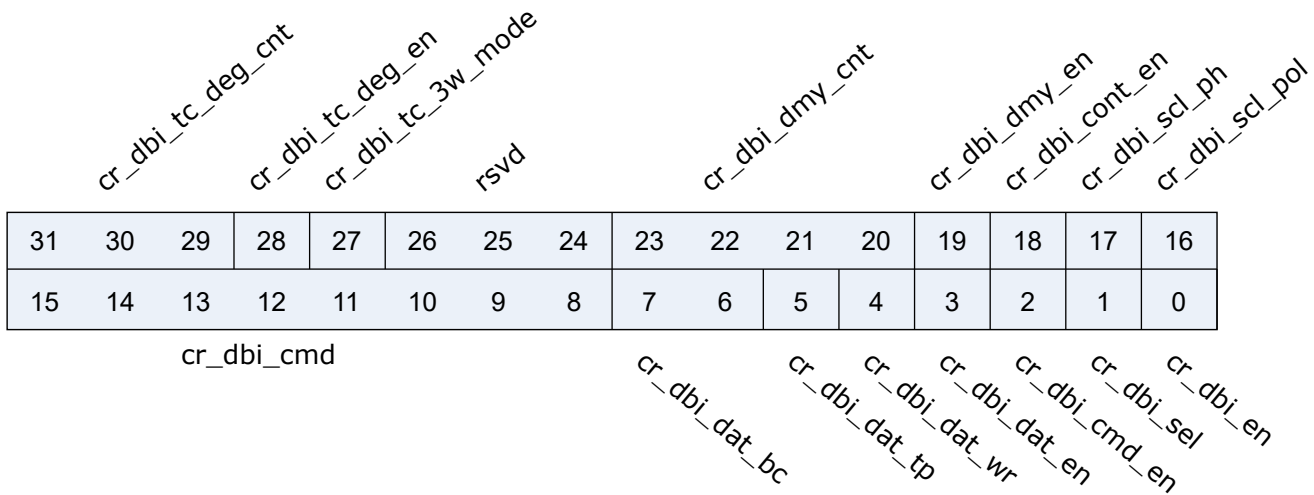 cr_dbi_tc_deg_cnt cr_dbi_tc_deg_en cr_dbi_tc_3w_mode rsvd cr_dbi_dmy_cnt cr_dbi_dmy_en cr_dbi_cont_en cr_dbi_scl_ph cr_dbi_scl_pol
31 30 29 28 27 26 25 24 23 22 21 20 19 18 17 16
15 14 13 12 11 10 9 8 7 6 5 4 3 2 1 0
cr_dbi_cmd cr_dbi_dat_bc cr_dbi_dat_tp cr_dbi_dat_wr cr_dbi_dat_en cr_dbi_cmd_en cr_dbi_sel cr_dbi_en